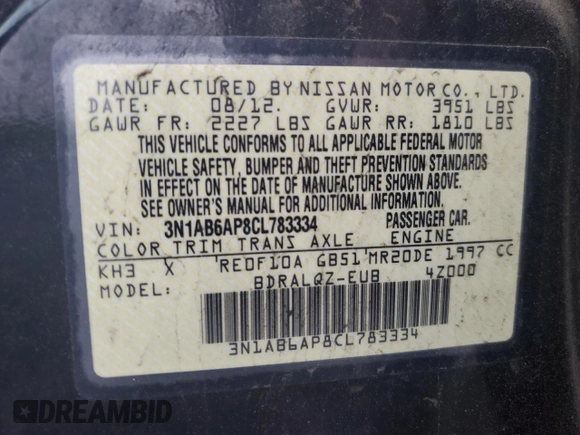 MANUFACTURED BY NISSAN MOTOR CO., LTD.
DATE: 08/12. GVWR: 3951 LBS
GAWR FR: 2227 LBS GAWR RR: 1810 LBS
THIS VEHICLE CONFORMS TO ALL APPLICABLE FEDERAL MOTOR
VEHICLE SAFETY, BUMPER AND THEFT PREVENTION STANDARDS
IN EFFECT ON THE DATE OF MANUFACTURE SHOWN ABOVE.
SEE OWNER'S MANUAL FOR ADDITIONAL INFORMATION.
VIN: 3N1AB6AP8CL783334 PASSENGER CAR.
COLOR TRIM TRANS AXLE ENGINE
KH3 X RE0F10A GB51 MR20DE 1997 CC
MODEL: BDRALQZ-EUB 4Z000
3N1AB6AP8CL783334
DREAMBID